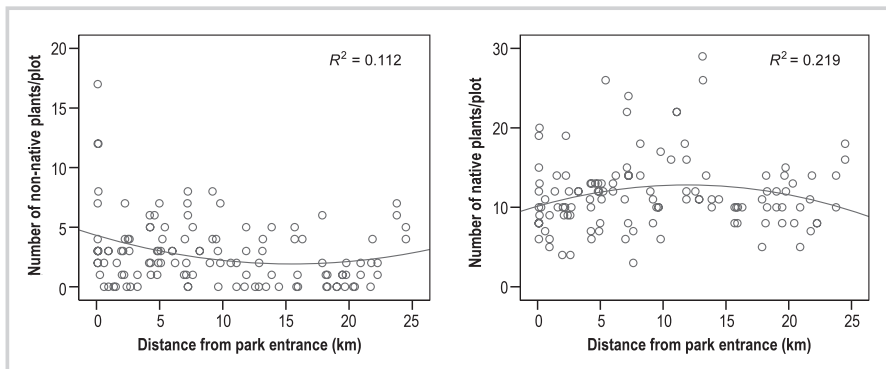 R² = 0.112
Number of non-native plants/plot
20
15
10
5
0
0 5 10 15 20 25
Distance from park entrance (km)
R² = 0.219
Number of native plants/plot
30
20
10
0
0 5 10 15 20 25
Distance from park entrance (km)